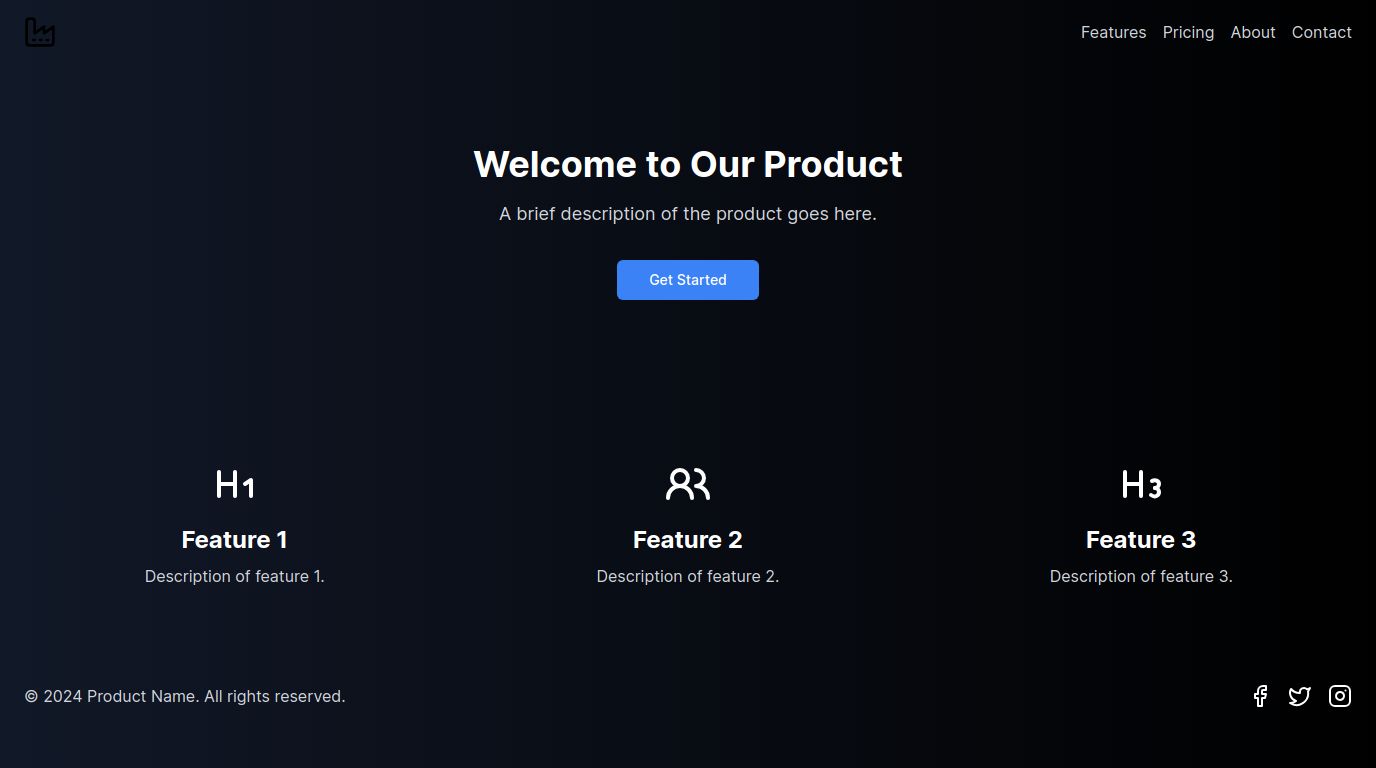 Features Pricing About Contact
Welcome to Our Product
A brief description of the product goes here.
Get Started
H1
H3
Feature 1
Feature 2
Feature 3
Description of feature 1.
Description of feature 2.
Description of feature 3.
© 2024 Product Name. All rights reserved.